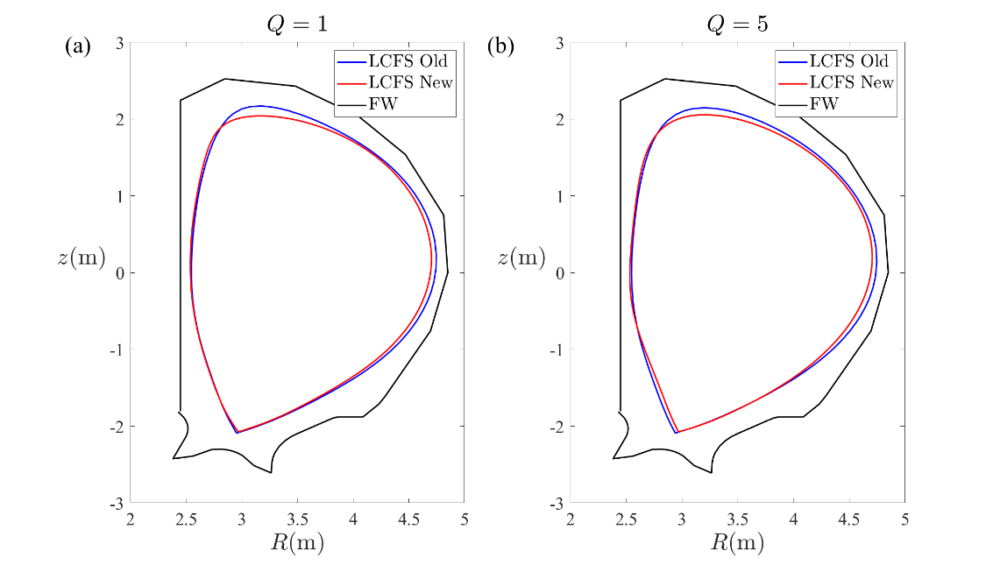 (a)
Q = 1
LCFS Old
LCFS New
FW
3
2
1
0
-1
-2
-3
z(m)
2
2.5
3
3.5
4
4.5
5
R(m)
(b)
Q = 5
LCFS Old
LCFS New
FW
3
2
1
0
-1
-2
-3
z(m)
2
2.5
3
3.5
4
4.5
5
R(m)